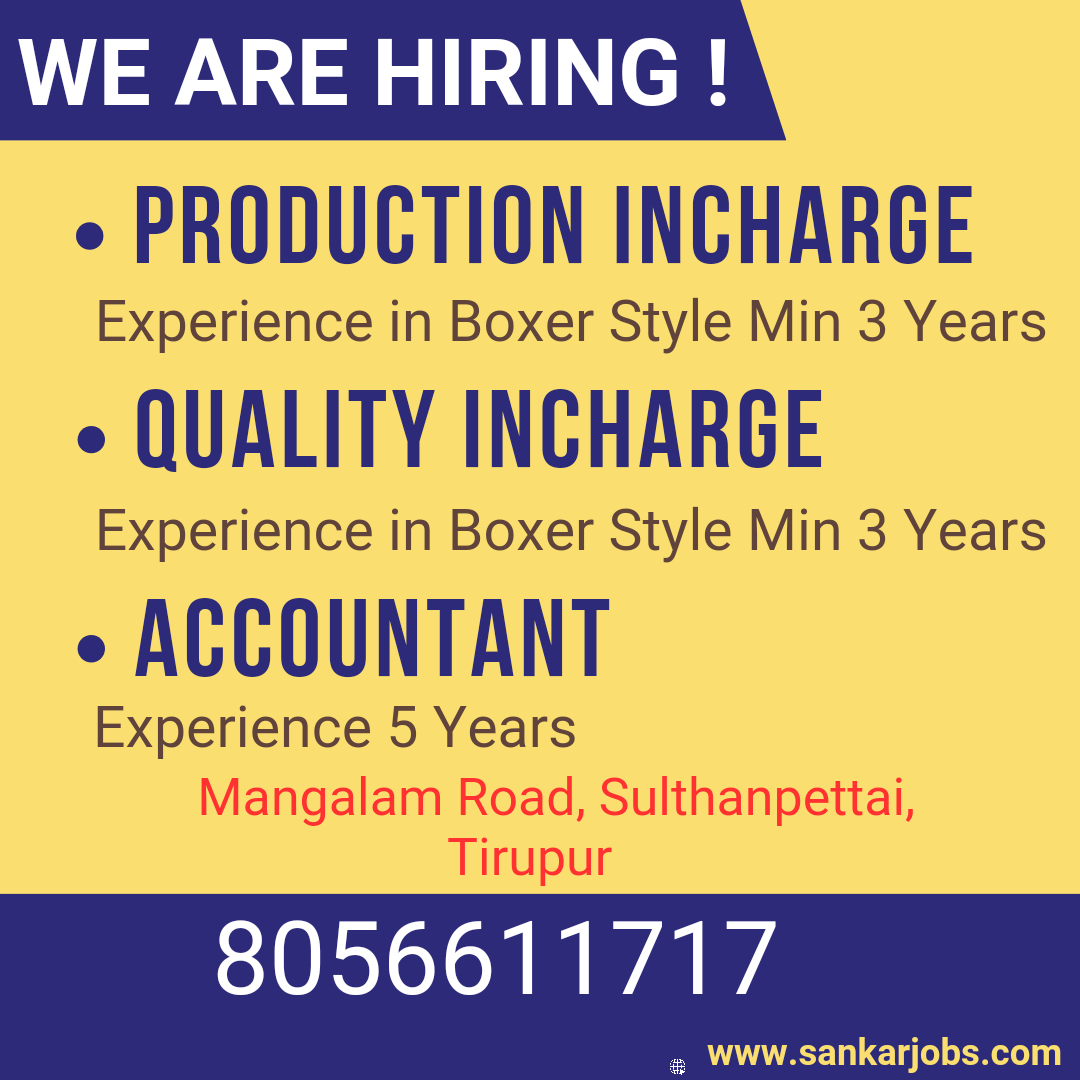 WE ARE HIRING !
• PRODUCTION INCHARGE
Experience in Boxer Style Min 3 Years
• QUALITY INCHARGE
Experience in Boxer Style Min 3 Years
• ACCOUNTANT
Experience 5 Years
Mangalam Road, Sulthanpettai,
Tirupur
8056611717
www.sankarjobs.com